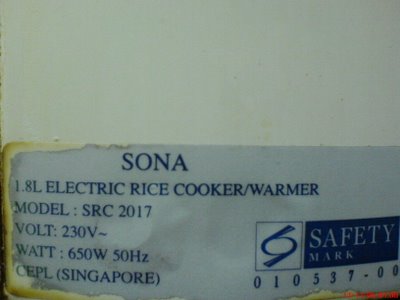 SONA
1.8L ELECTRIC RICE COOKER/WARMER
MODEL : SRC 2017
VOLT: 230V~
WATT : 650W 50Hz
CEPL (SINGAPORE)
SAFETY
MARK
010537-00